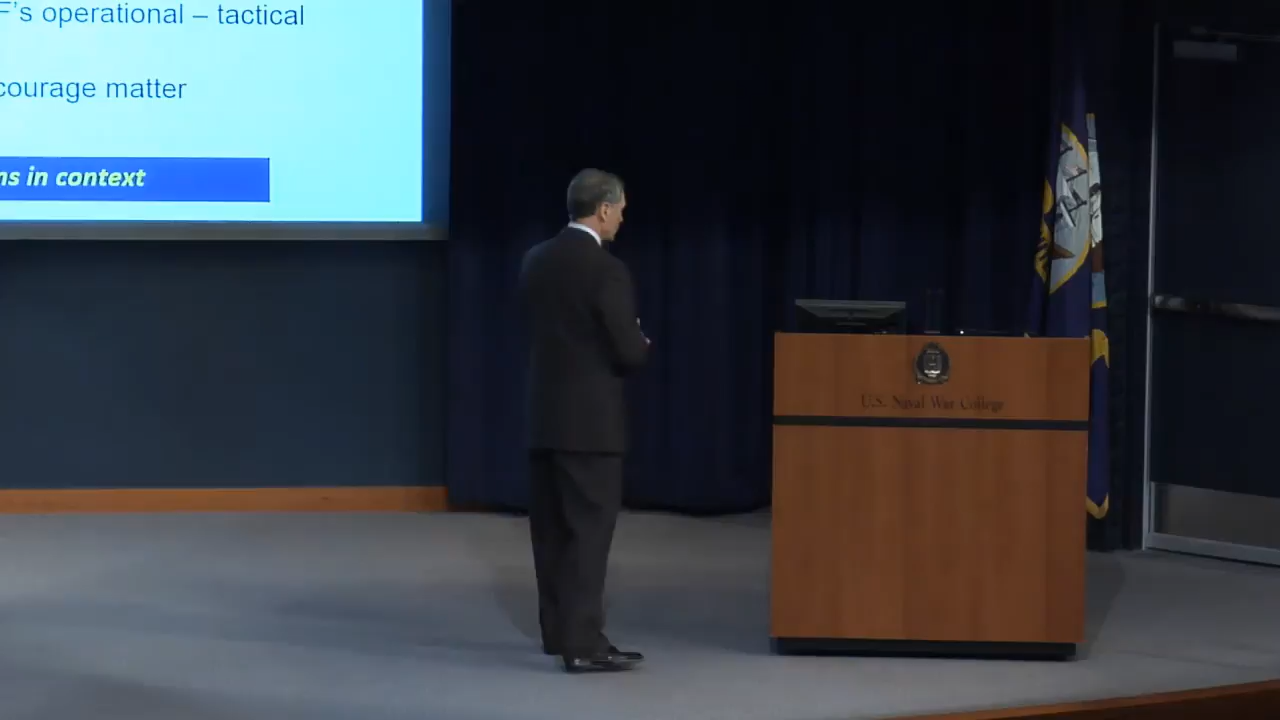 F's operational – tactical
courage matter
ns in context
U.S. Naval War College